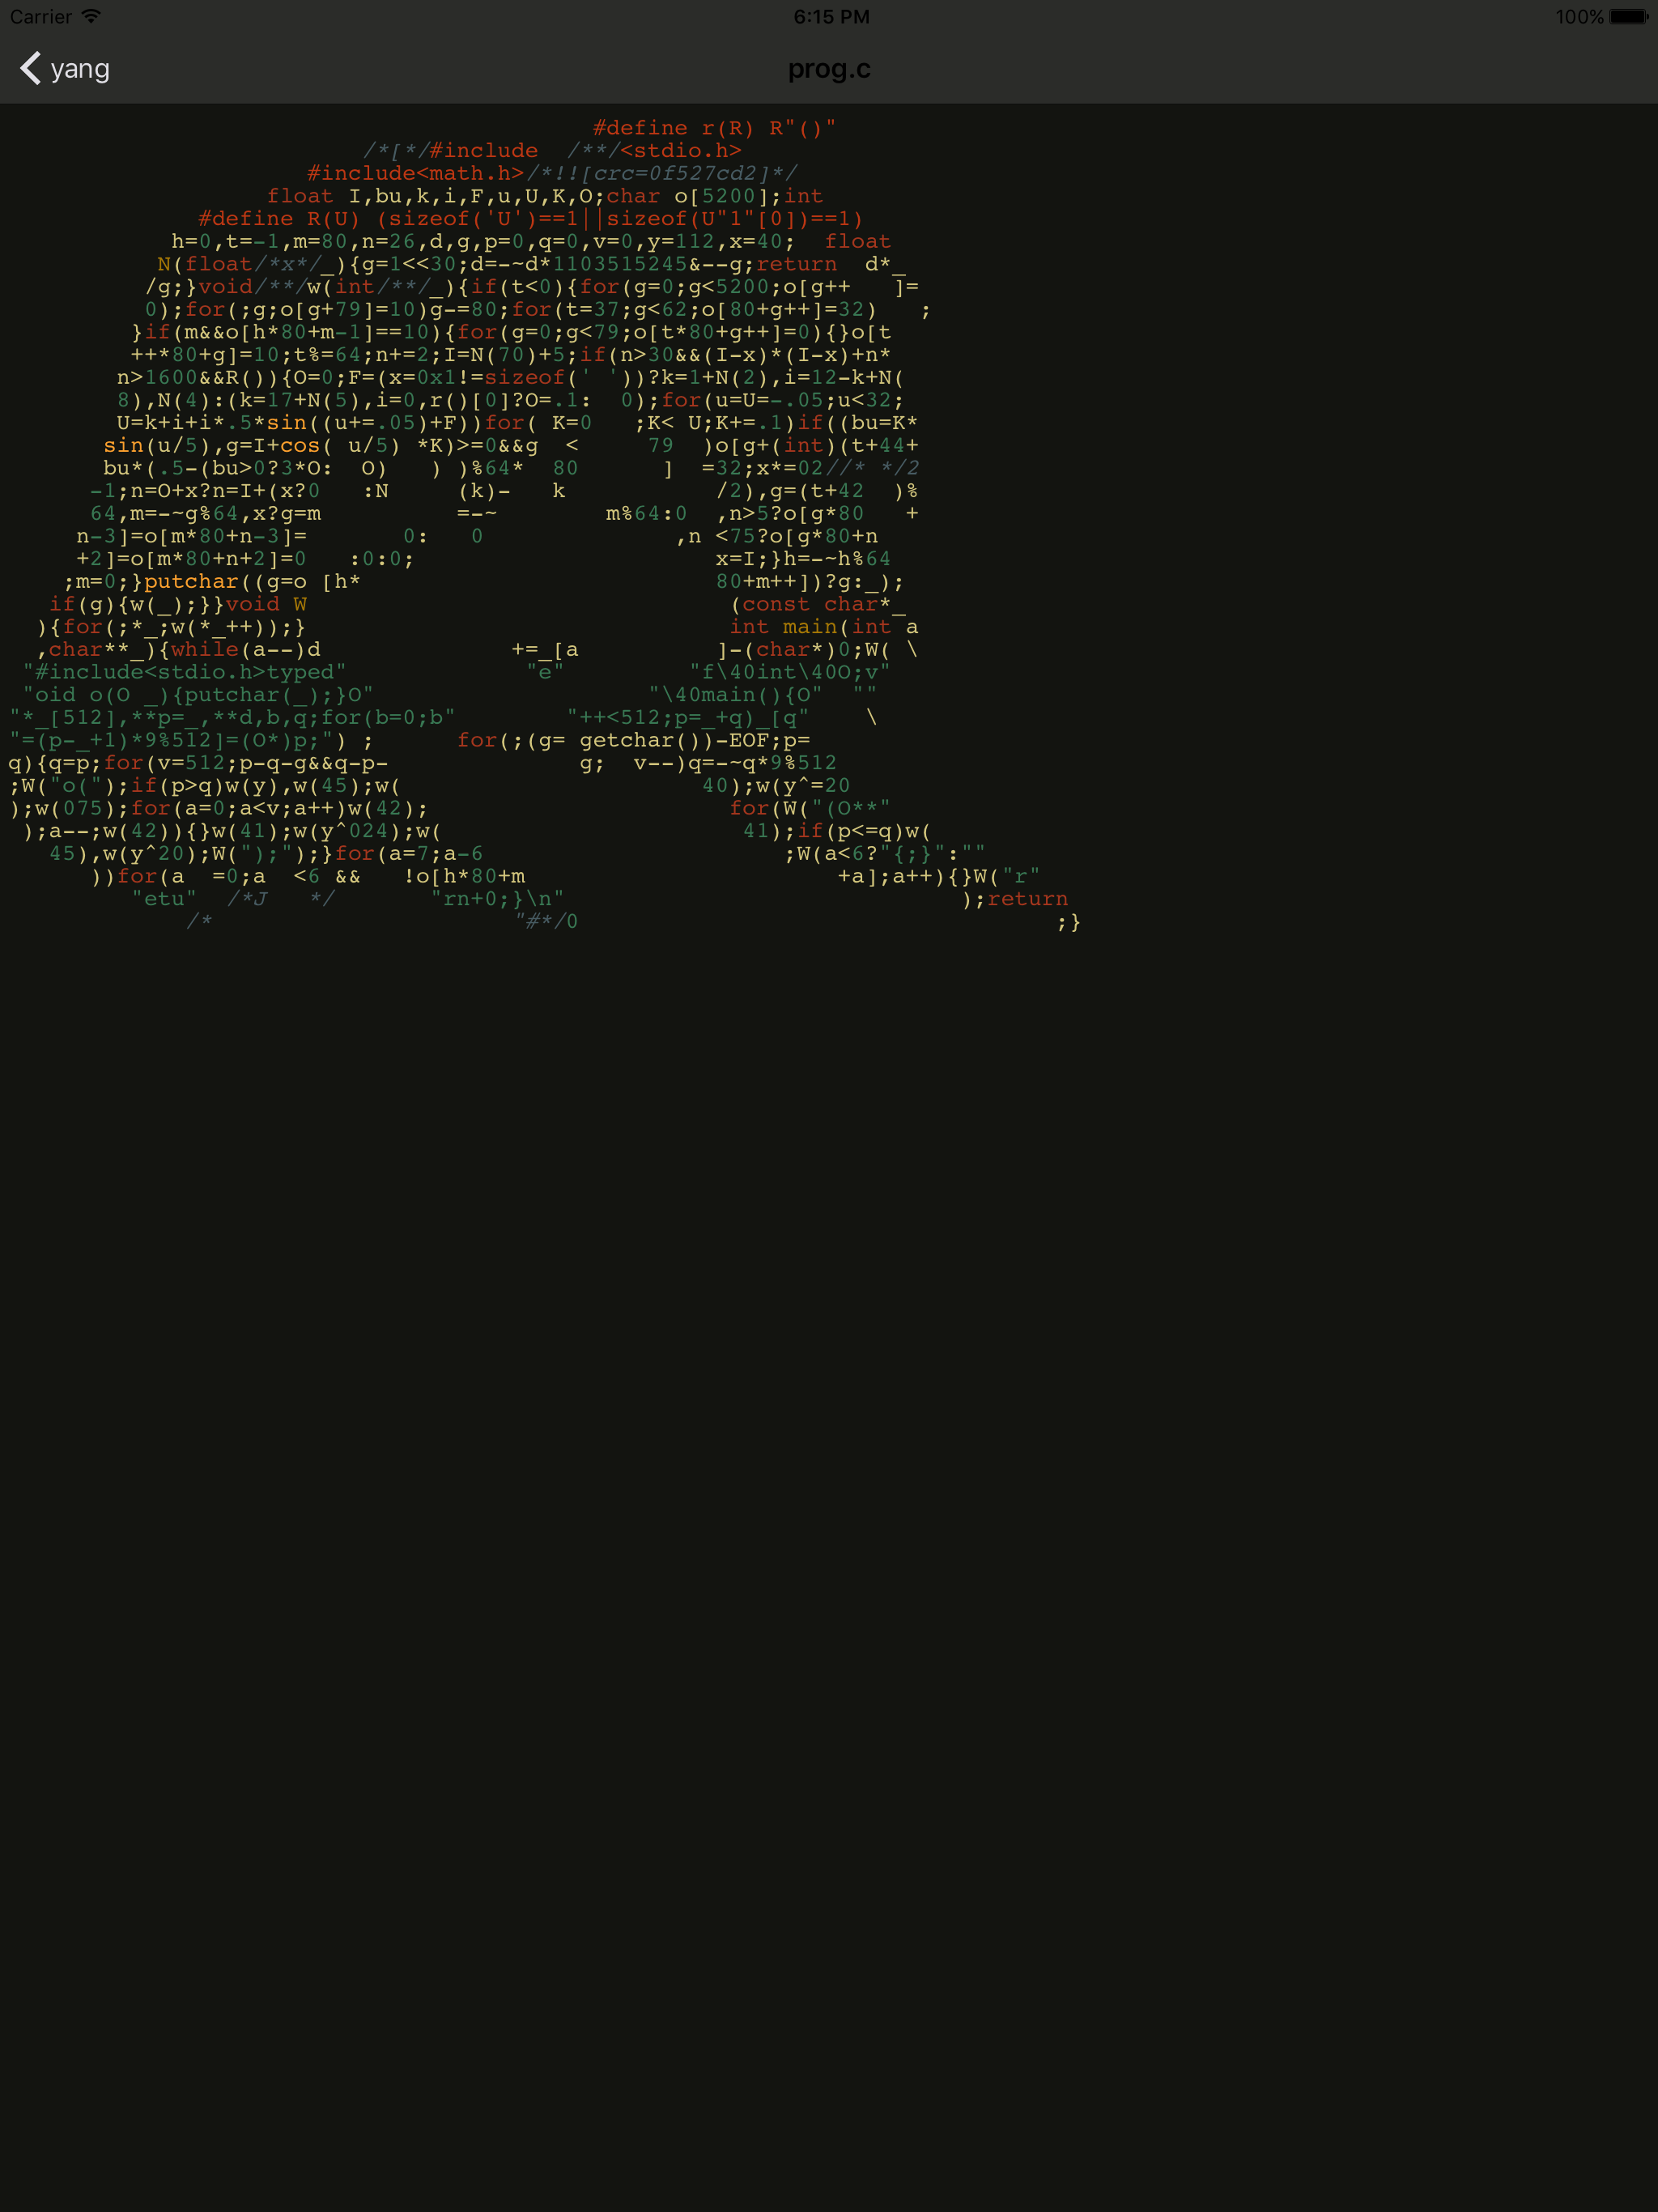 Carrier 6:15 PM 100%
yang prog.c
#define r(R) R"()"
/*[*/#include  /**/<stdio.h>
#include<math.h>/*!![crc=0f527cd2]*/
float I,bu,k,i,F,u,U,K,O;char o[5200];int
#define R(U) (sizeof('U')==1||sizeof(U"1"[0])==1)
h=0,t=-1,m=80,n=26,d,g,p=0,q=0,v=0,y=112,x=40;  float
N(float/*x*/_){g=1<<30;d=-~d*1103515245&--g;return  d*_
/g;}void/**/w(int/**/_){if(t<0){for(g=0;g<5200;o[g++   ]=
0);for(;g;o[g+79]=10)g-=80;for(t=37;g<62;o[80+g++]=32)   ;
}if(m&&o[h*80+m-1]==10){for(g=0;g<79;o[t*80+g++]=0){}o[t
++*80+g]=10;t%=64;n+=2;I=N(70)+5;if(n>30&&(I-x)*(I-x)+n*
n>1600&&R()){O=0;F=(x=0x1!=sizeof(' '))?k=1+N(2),i=12-k+N(
8),N(4):(k=17+N(5),i=0,r()[0]?O=.1:  0);for(u=U=-.05;u<32;
U=k+i+i*.5*sin((u+=.05)+F))for( K=0   ;K< U;K+=.1)if((bu=K*
sin(u/5),g=I+cos( u/5) *K)>=0&&g  <     79  )o[g+(int)(t+44+
bu*(.5-(bu>0?3*O:  O)   ) )%64*  80      ]  =32;x*=02//* */2
-1;n=O+x?n=I+(x?0   :N     (k)-   k           /2),g=(t+42  )%
64,m=-~g%64,x?g=m          =-~        m%64:0  ,n>5?o[g*80   +
n-3]=o[m*80+n-3]=       0:   0              ,n <75?o[g*80+n
+2]=o[m*80+n+2]=0   :0:0;                      x=I;}h=-~h%64
;m=0;}putchar((g=o [h*                          80+m++])?g:_);
if(g){w(_);}}void W                               (const char*_
){for(;*_;w(*_++));}                               int main(int a
,char**_){while(a--)d              +=_[a          ]-(char*)0;W( \
"#include<stdio.h>typed"             "e"         "f\40int\40O;v"
"oid o(O _){putchar(_);}O"                    "\40main(){O"  ""
"*_[512],**p=_,**d,b,q;for(b=0;b"        "++<512;p=_+q)_[q"    \
"=(p-_+1)*9%512]=(O*)p;") ;      for(;(g= getchar())-EOF;p=
q){q=p;for(v=512;p-q-g&&q-p-              g;  v--)q=-~q*9%512
;W("o(");if(p>q)w(y),w(45);w(                      40);w(y^=20
);w(075);for(a=0;a<v;a++)w(42);                      for(W("(O**"
);a--;w(42)){}w(41);w(y^024);w(                      41);if(p<=q)w(
45),w(y^20);W(");");}for(a=7;a-6                      ;W(a<6?"{;}":""
))for(a  =0;a  <6 &&   !o[h*80+m                       +a];a++){}W("r"
"etu"  /*J   */       "rn+0;}\n"                             );return
/*                      "#*/0                                   ;}